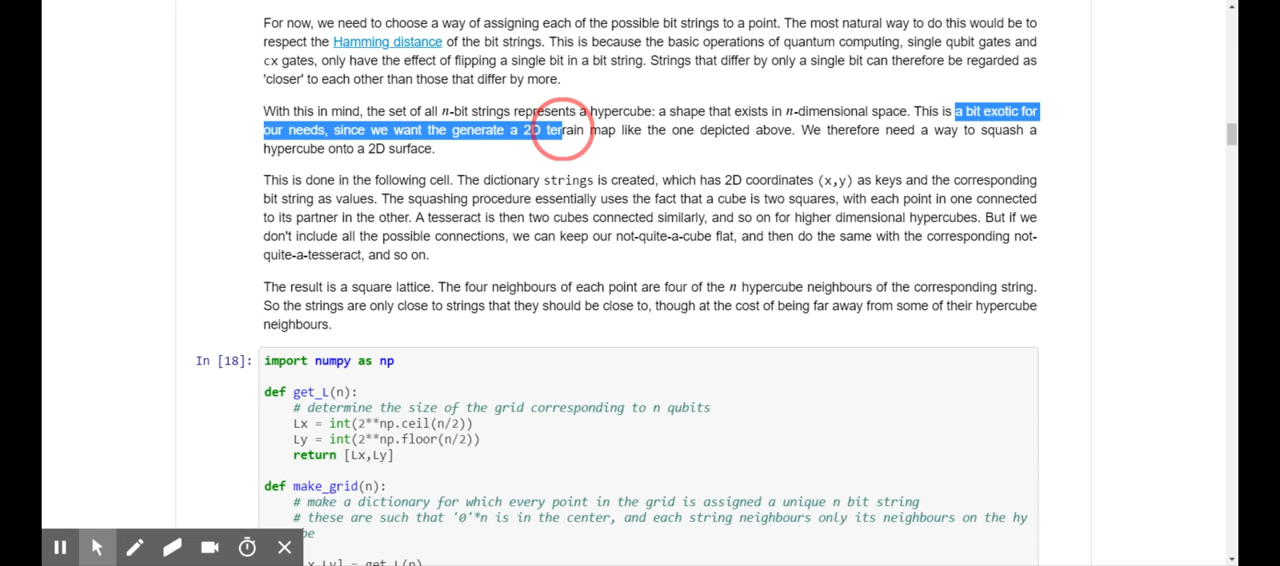 For now, we need to choose a way of assigning each of the possible bit strings to a point. The most natural way to do this would be to
respect the Hamming distance of the bit strings. This is because the basic operations of quantum computing, single qubit gates and
cx gates, only have the effect of flipping a single bit in a bit string. Strings that differ by only a single bit can therefore be regarded as
'closer' to each other than those that differ by more.
With this in mind, the set of all n-bit strings represents a hypercube: a shape that exists in n-dimensional space. This is a bit exotic for
our needs, since we want the generate a 2D terrain map like the one depicted above. We therefore need a way to squash a
hypercube onto a 2D surface.
This is done in the following cell. The dictionary strings is created, which has 2D coordinates (x,y) as keys and the corresponding
bit string as values. The squashing procedure essentially uses the fact that a cube is two squares, with each point in one connected
to its partner in the other. A tesseract is then two cubes connected similarly, and so on for higher dimensional hypercubes. But if we
don't include all the possible connections, we can keep our not-quite-a-cube flat, and then do the same with the corresponding not-
quite-a-tesseract, and so on.
The result is a square lattice. The four neighbours of each point are four of the n hypercube neighbours of the corresponding string.
So the strings are only close to strings that they should be close to, though at the cost of being far away from some of their hypercube
neighbours.
In [18]: import numpy as np
def get_L(n):
# determine the size of the grid corresponding to n qubits
Lx = int(2**np.ceil(n/2))
Ly = int(2**np.floor(n/2))
return [Lx,Ly]
def make_grid(n):
# make a dictionary for which every point in the grid is assigned a unique n bit string
# these are such that '0'*n is in the center, and each string neighbours only its neighbours on the hy
be